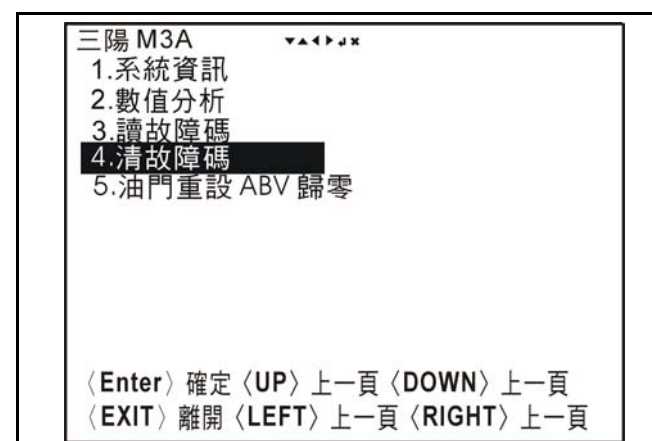 三陽 M3A ▼▲◀▶↲✖
1.系統資訊
2.數值分析
3.讀故障碼
4.清故障碼
5.油門重設 ABV 歸零
〈Enter〉確定〈UP〉上一頁〈DOWN〉上一頁
〈EXIT〉離開〈LEFT〉上一頁〈RIGHT〉上一頁